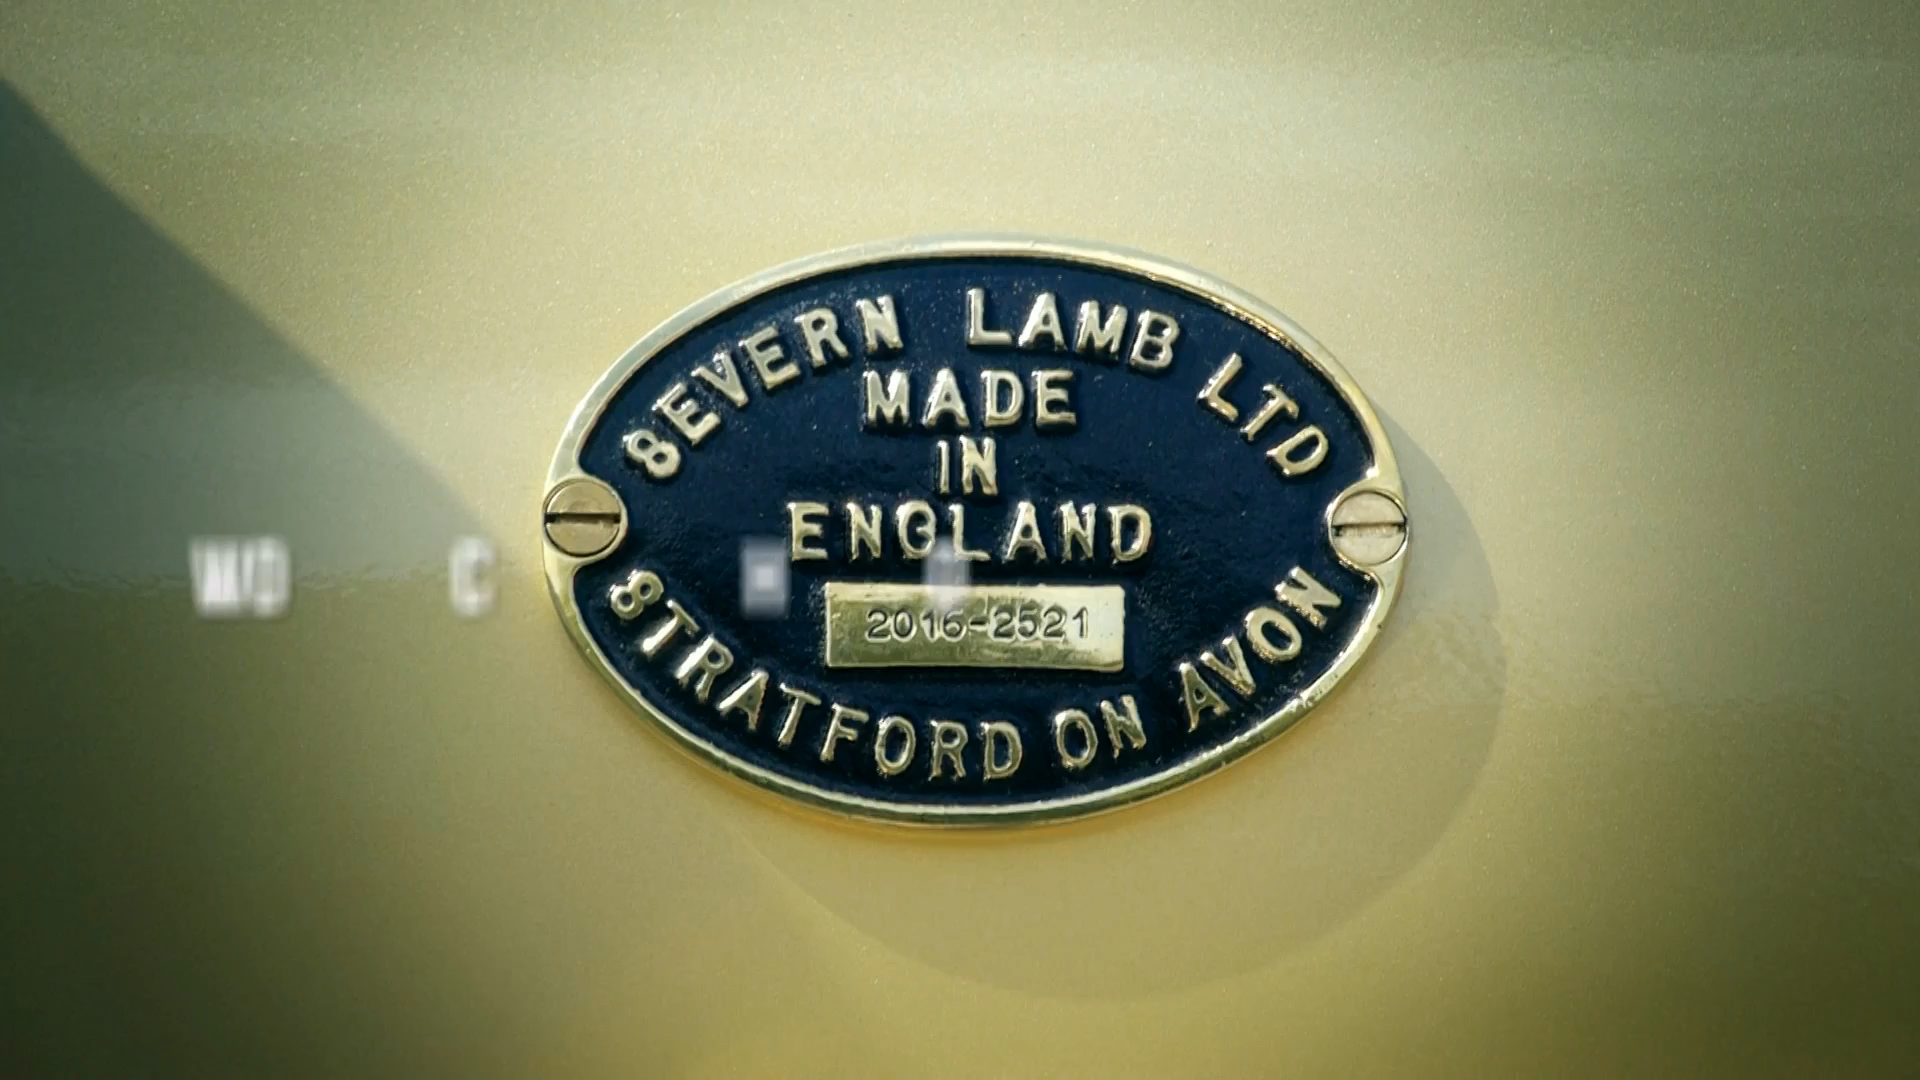 SEVERN LAMB LTD
MADE
IN
ENGLAND
2016-2521
STRATFORD ON AVON